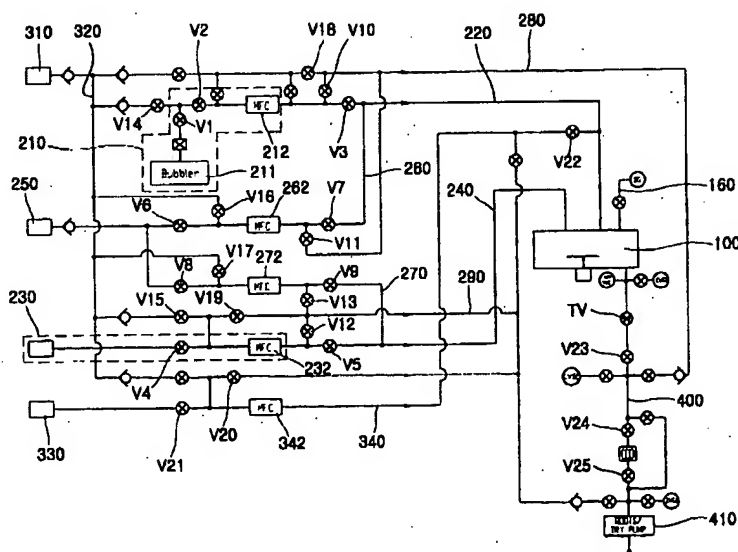 310
320
V2
V18
V10
280
220
MFC
V14
V1
210
212
V3
V22
Bubbler
211
260
240
160
V16
262
V7
250
V6
MFC
V11
100
V17
272
V8
MFC
V9
270
290
V15
V19
V13
TV
230
V12
V23
V4
MFC
232
V5
400
V24
330
V21
V20
MFC
342
340
V25
410
DRY PUMP